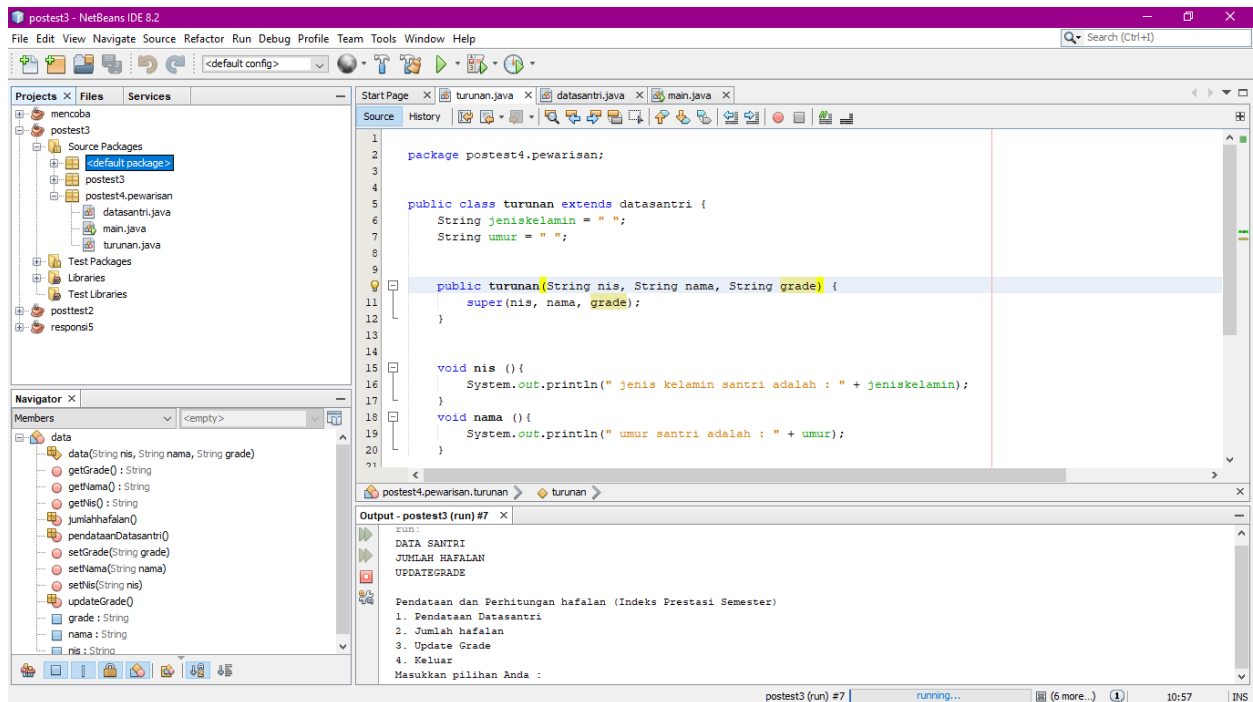 postest3 - NetBeans IDE 8.2
File Edit View Navigate Source Refactor Run Debug Profile Team Tools Window Help
Search (Ctrl+I)
<default config>
Projects Files Services
mencoba
postest3
Source Packages
<default package>
postest3
postest4.pewarisan
datasantri.java
main.java
turunan.java
Test Packages
Libraries
Test Libraries
posttest2
responsi5
Navigator
Members <empty>
data
data(String nis, String nama, String grade)
getGrade() : String
getNama() : String
getNis() : String
jumlahhafalan()
pendataanDatasantri()
setGrade(String grade)
setNama(String nama)
setNis(String nis)
updateGrade()
grade : String
nama : String
nis : String
Start Page turunan.java datasantri.java main.java
Source History
1
2 package postest4.pewarisan;
3
4
5 public class turunan extends datasantri {
6 String jeniskelamin = " ";
7 String umur = " ";
8
9
public turunan(String nis, String nama, String grade) {
11 super(nis, nama, grade);
12 }
13
14
15 void nis (){
16 System.out.println(" jenis kelamin santri adalah : " + jeniskelamin);
17 }
18 void nama (){
19 System.out.println(" umur santri adalah : " + umur);
20 }
21
postest4.pewarisan.turunan turunan
Output - postest3 (run) #7
run:
DATA SANTRI
JUMLAH HAFALAN
UPDATEGRADE
Pendataan dan Perhitungan hafalan (Indeks Prestasi Semester)
1. Pendataan Datasantri
2. Jumlah hafalan
3. Update Grade
4. Keluar
Masukkan pilihan Anda :
postest3 (run) #7 running... (6 more...) 1 10:57 INS